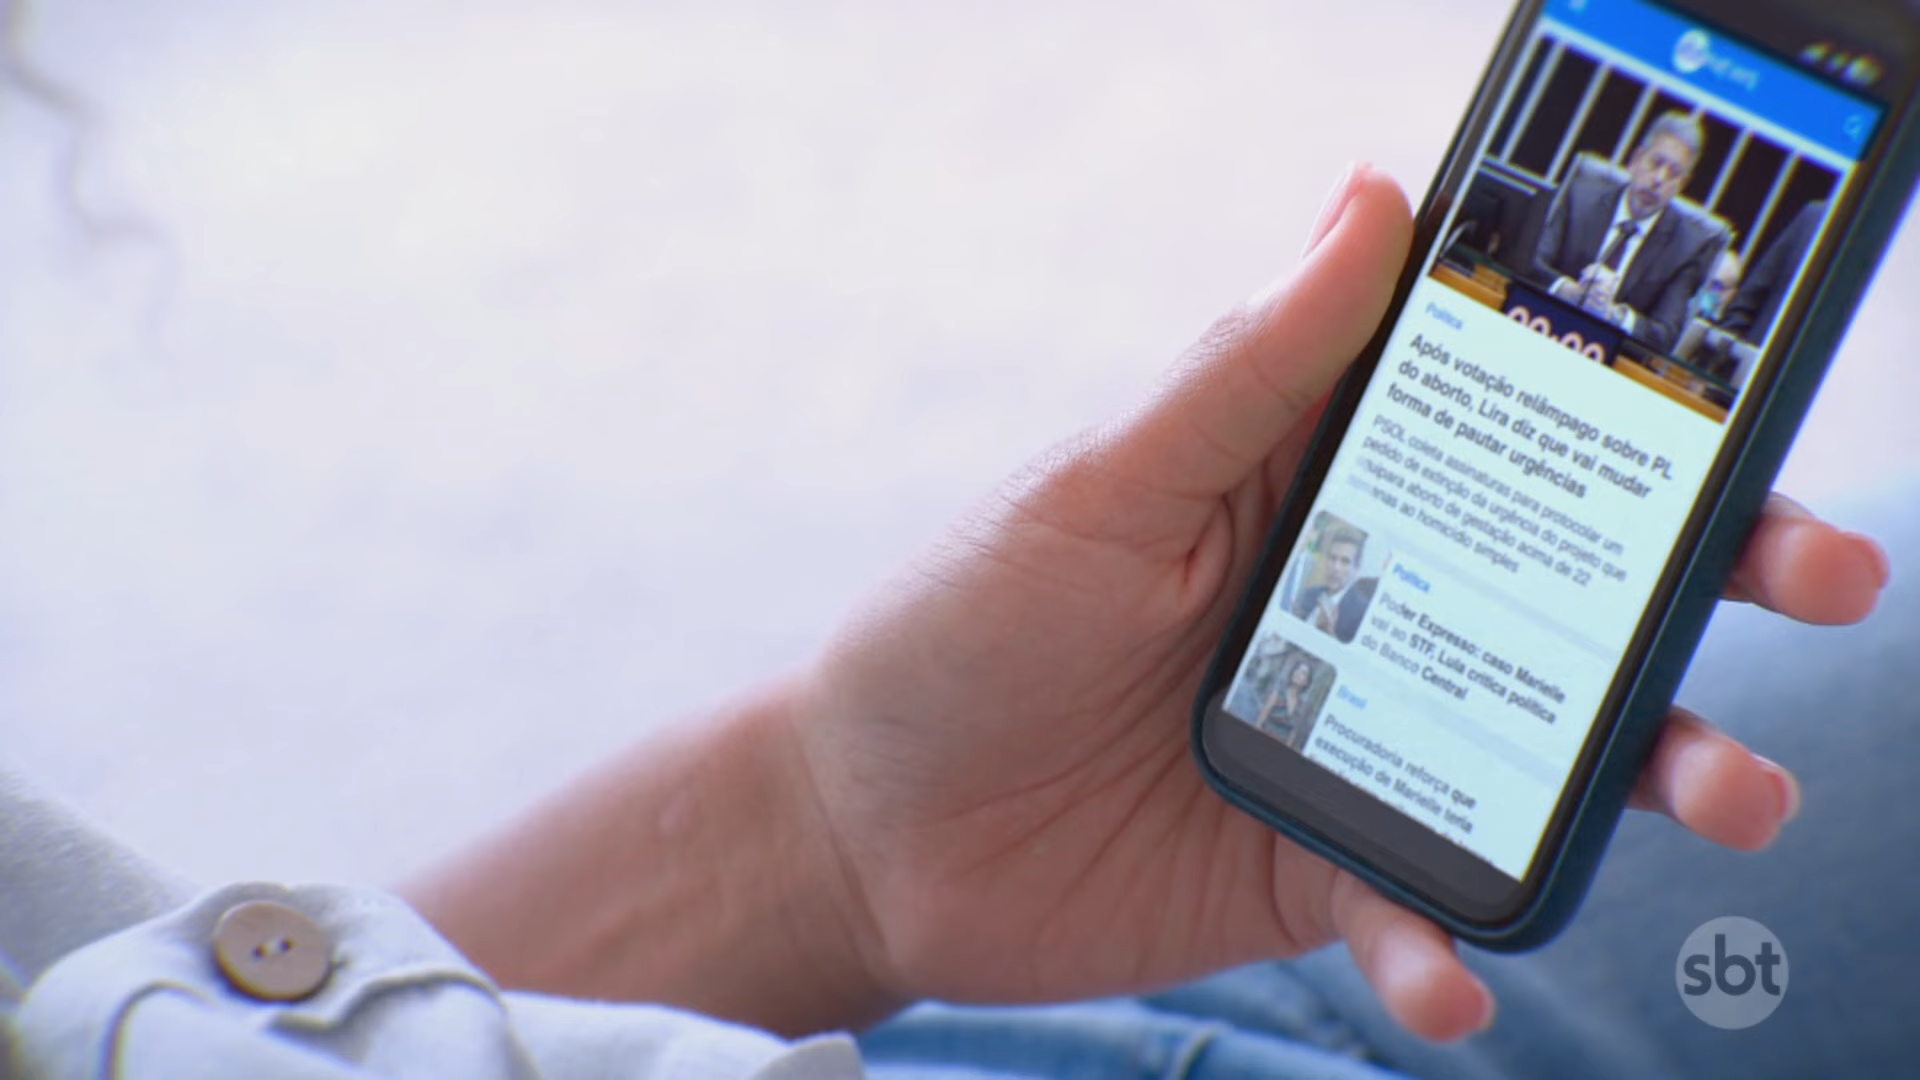 news
Política
Após votação relâmpago sobre PL
do aborto, Lira diz que vai mudar
forma de pautar urgências
PSOL coleta assinaturas para protocolar um
pedido de extinção da urgência do projeto que
aborto de gestação acima de 22
ao homicídio simples
Política
Poder Expresso: caso Marielle
vai ao STF, Lula critica política
do Banco Central
Brasil
Procuradoria reforça que
execução de Marielle teria
00:00
sbt